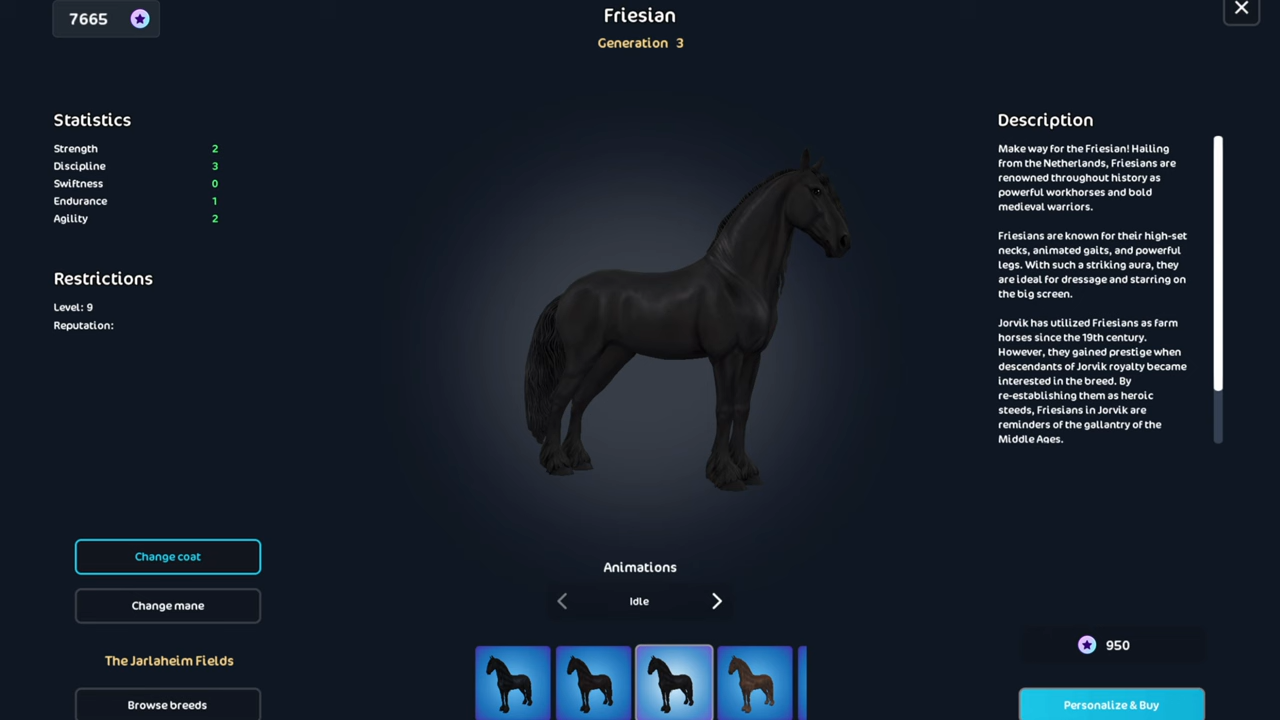 7665
Friesian
Generation 3
Statistics
Strength 2
Discipline 3
Swiftness 0
Endurance 1
Agility 2
Restrictions
Level: 9
Reputation:
Description
Make way for the Friesian! Hailing
from the Netherlands, Friesians are
renowned throughout history as
powerful workhorses and bold
medieval warriors.
Friesians are known for their high-set
necks, animated gaits, and powerful
legs. With such a striking aura, they
are ideal for dressage and starring on
the big screen.
Jorvik has utilized Friesians as farm
horses since the 19th century.
However, they gained prestige when
descendants of Jorvik royalty became
interested in the breed. By
re-establishing them as heroic
steeds, Friesians in Jorvik are
reminders of the gallantry of the
Middle Ages.
Change coat
Change mane
The Jarlaheim Fields
Browse breeds
Animations
Idle
950
Personalize & Buy